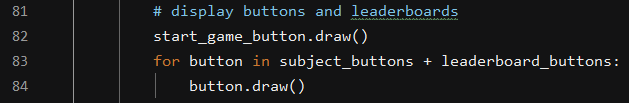 81 # display buttons and leaderboards
82 start_game_button.draw()
83 for button in subject_buttons + leaderboard_buttons:
84 button.draw()